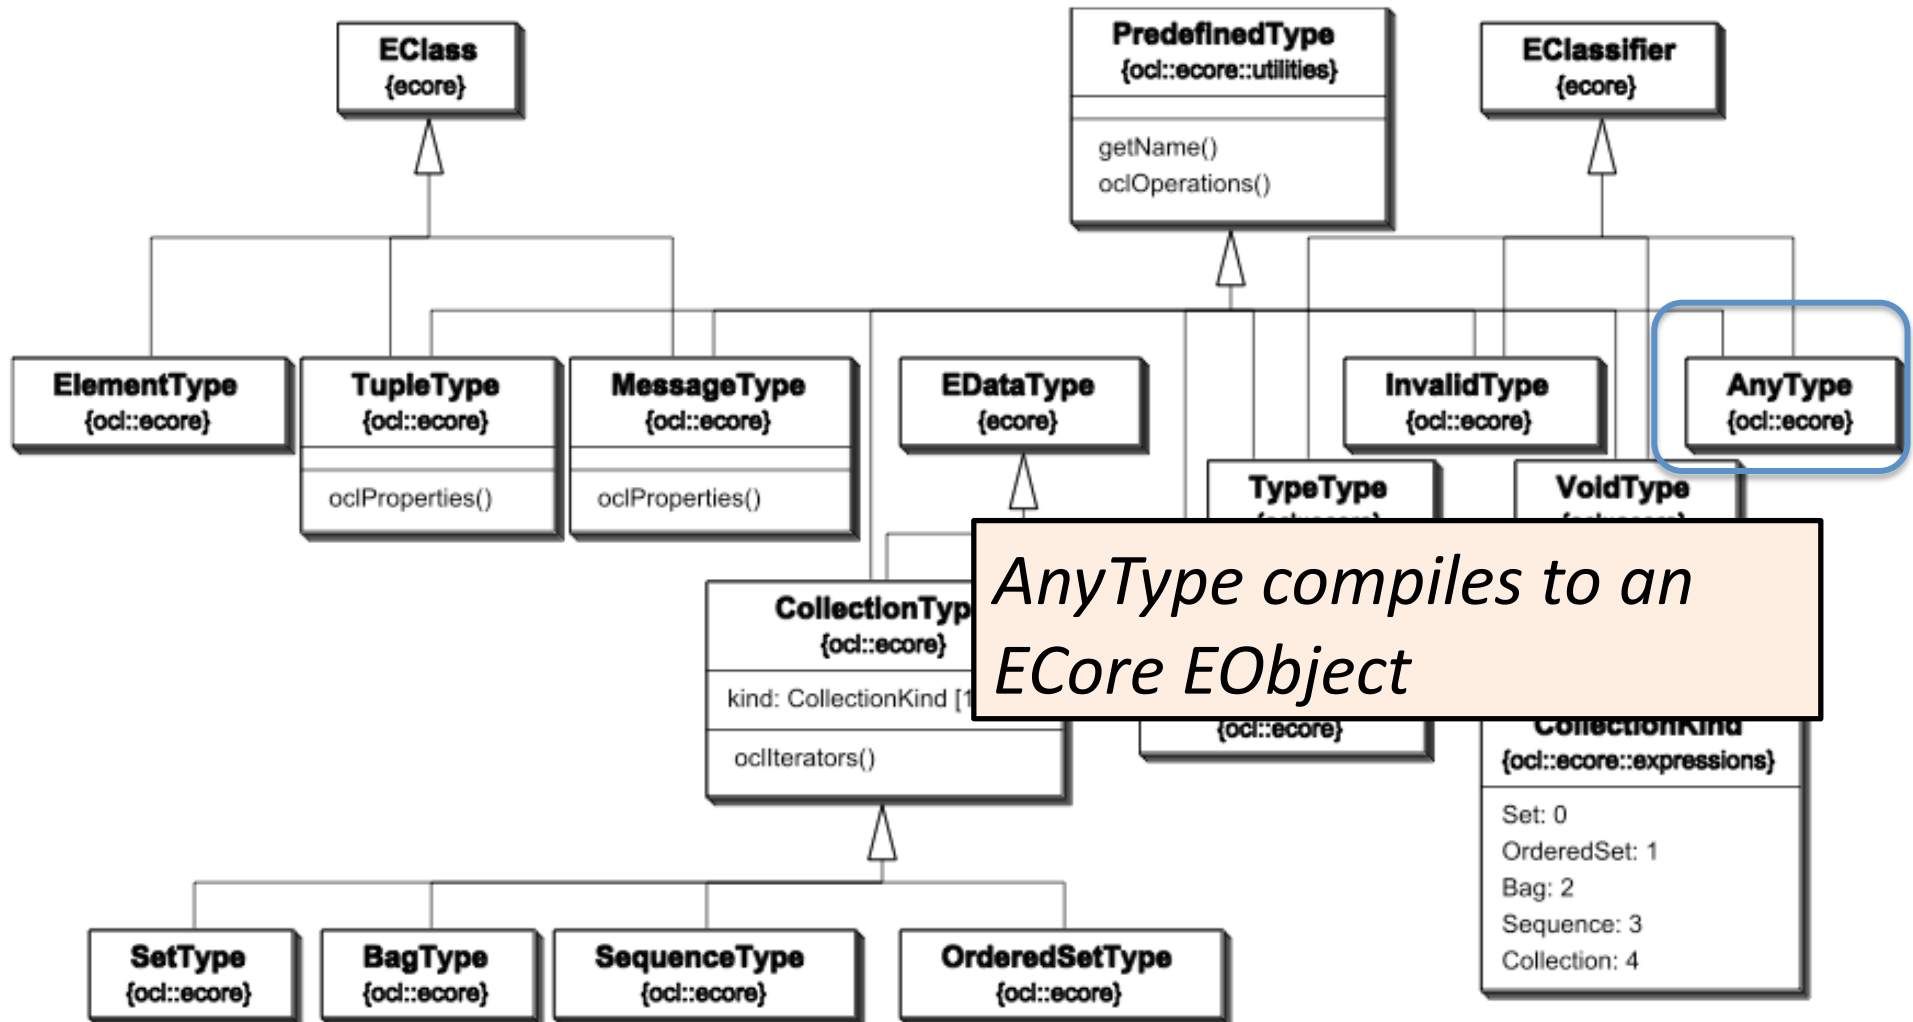 EClass
{ecore}
PredefinedType
{ocl::ecore::utilities}
getName()
oclOperations()
EClassifier
{ecore}
ElementType
{ocl::ecore}
TupleType
{ocl::ecore}
oclProperties()
MessageType
{ocl::ecore}
oclProperties()
EDataType
{ecore}
InvalidType
{ocl::ecore}
AnyType
{ocl::ecore}
TypeType
VoidType
AnyType compiles to an
ECore EObject
CollectionTyp
{ocl::ecore}
kind: CollectionKind [1
oclIterators()
{ocl::ecore}
CollectionKind
{ocl::ecore::expressions}
Set: 0
OrderedSet: 1
Bag: 2
Sequence: 3
Collection: 4
SetType
{ocl::ecore}
BagType
{ocl::ecore}
SequenceType
{ocl::ecore}
OrderedSetType
{ocl::ecore}